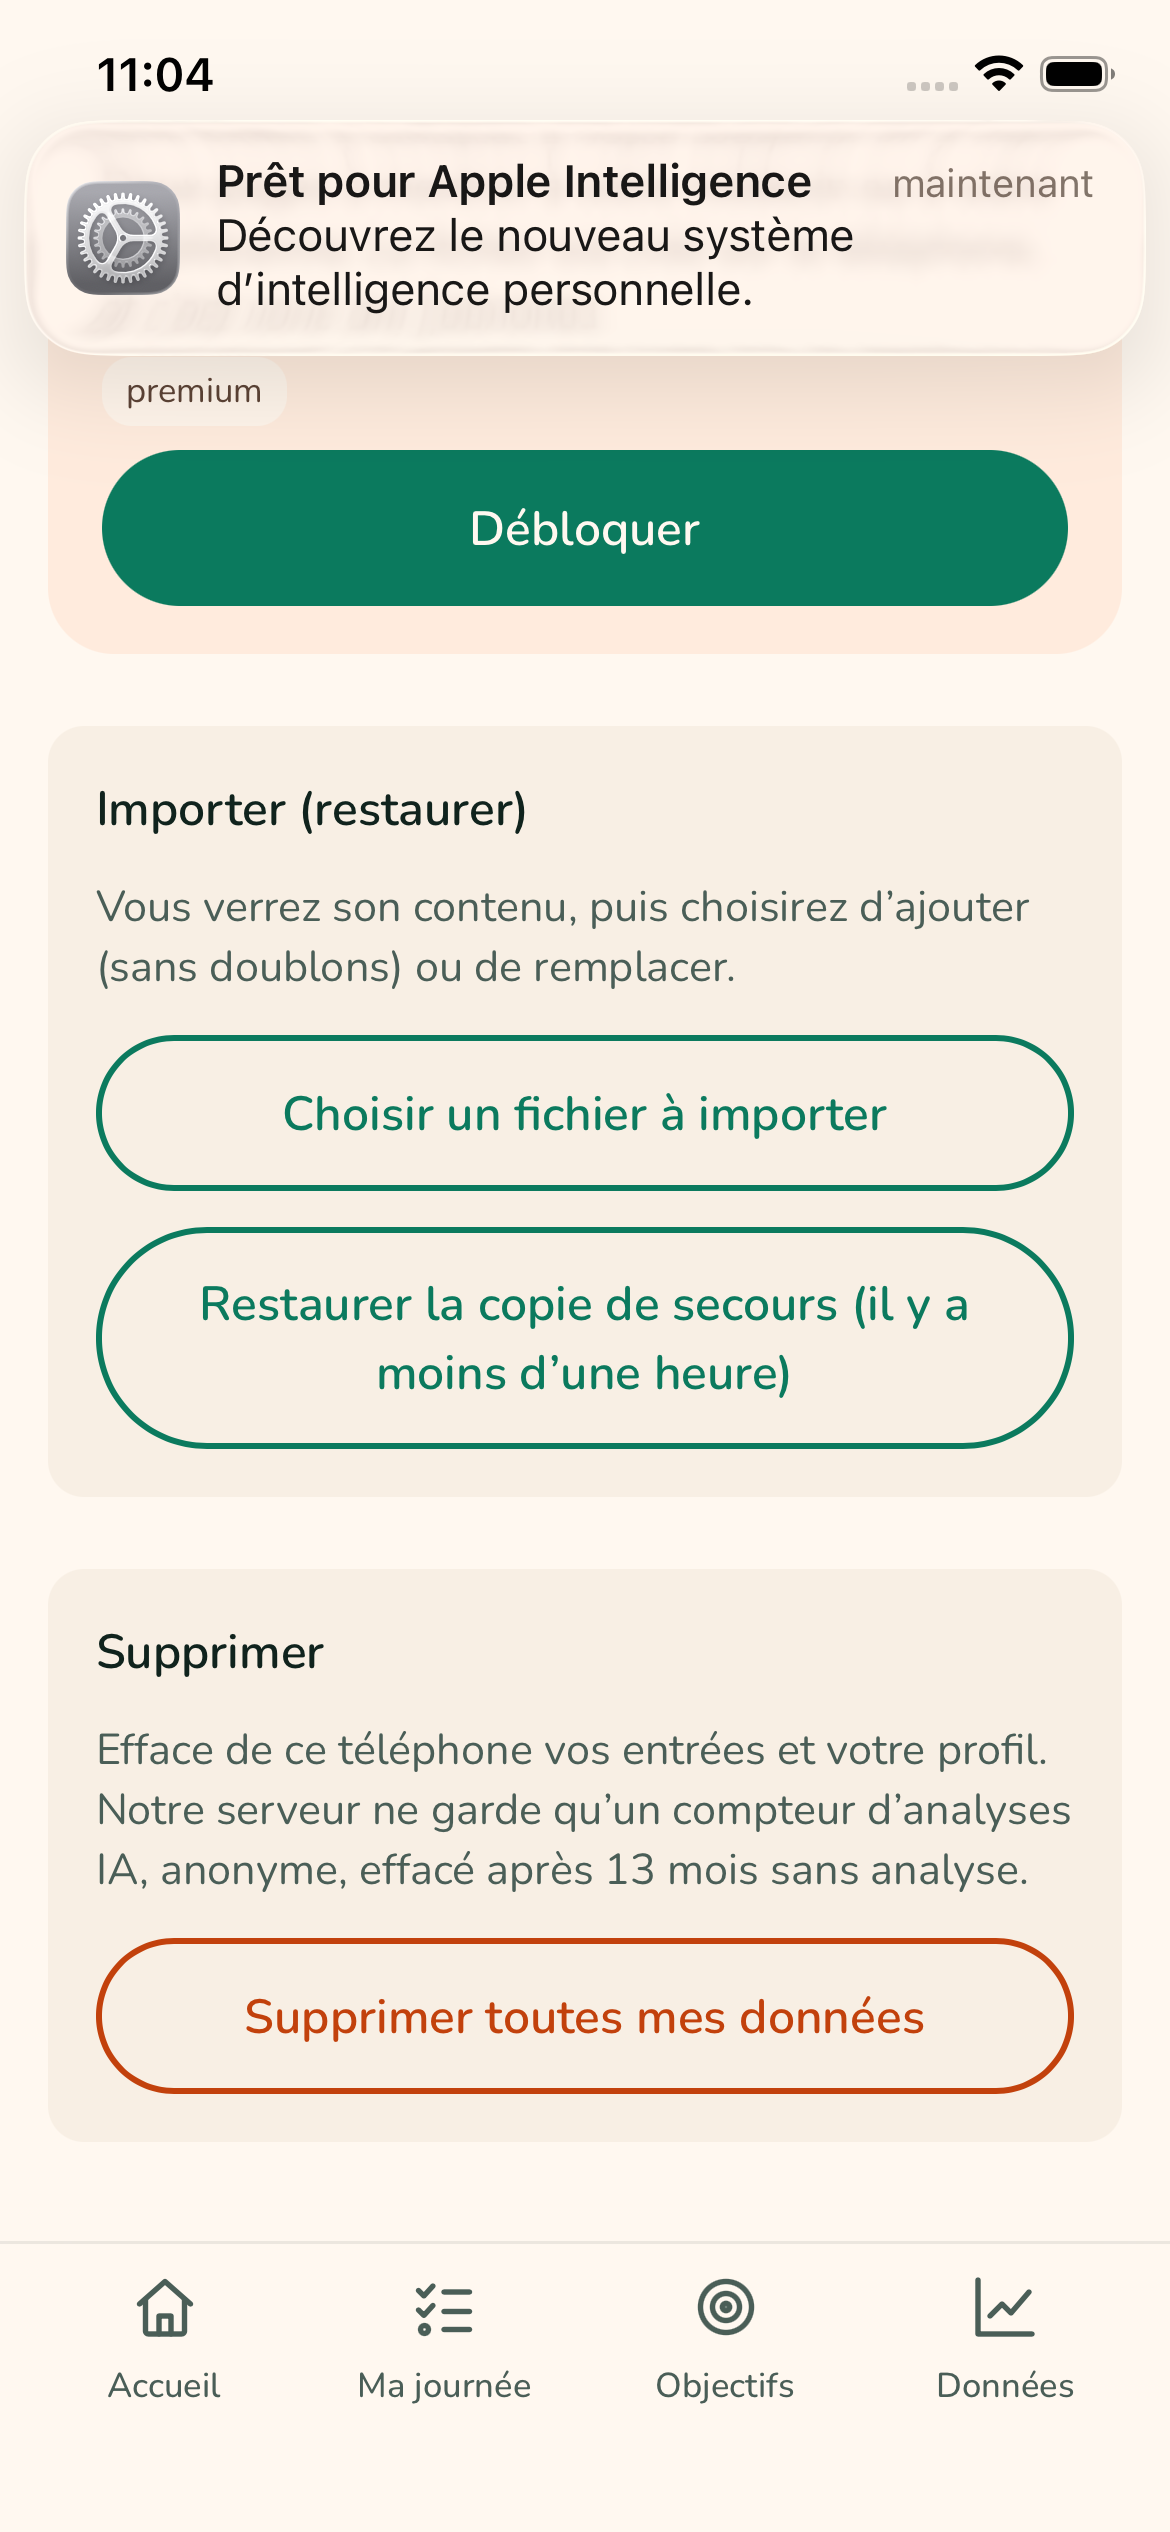 11:04
Prêt pour Apple Intelligence
maintenant
Découvrez le nouveau système
d’intelligence personnelle.
premium
Débloquer
Importer (restaurer)
Vous verrez son contenu, puis choisirez d’ajouter
(sans doublons) ou de remplacer.
Choisir un fichier à importer
Restaurer la copie de secours (il y a
moins d’une heure)
Supprimer
Efface de ce téléphone vos entrées et votre profil.
Notre serveur ne garde qu’un compteur d’analyses
IA, anonyme, effacé après 13 mois sans analyse.
Supprimer toutes mes données
Accueil
Ma journée
Objectifs
Données